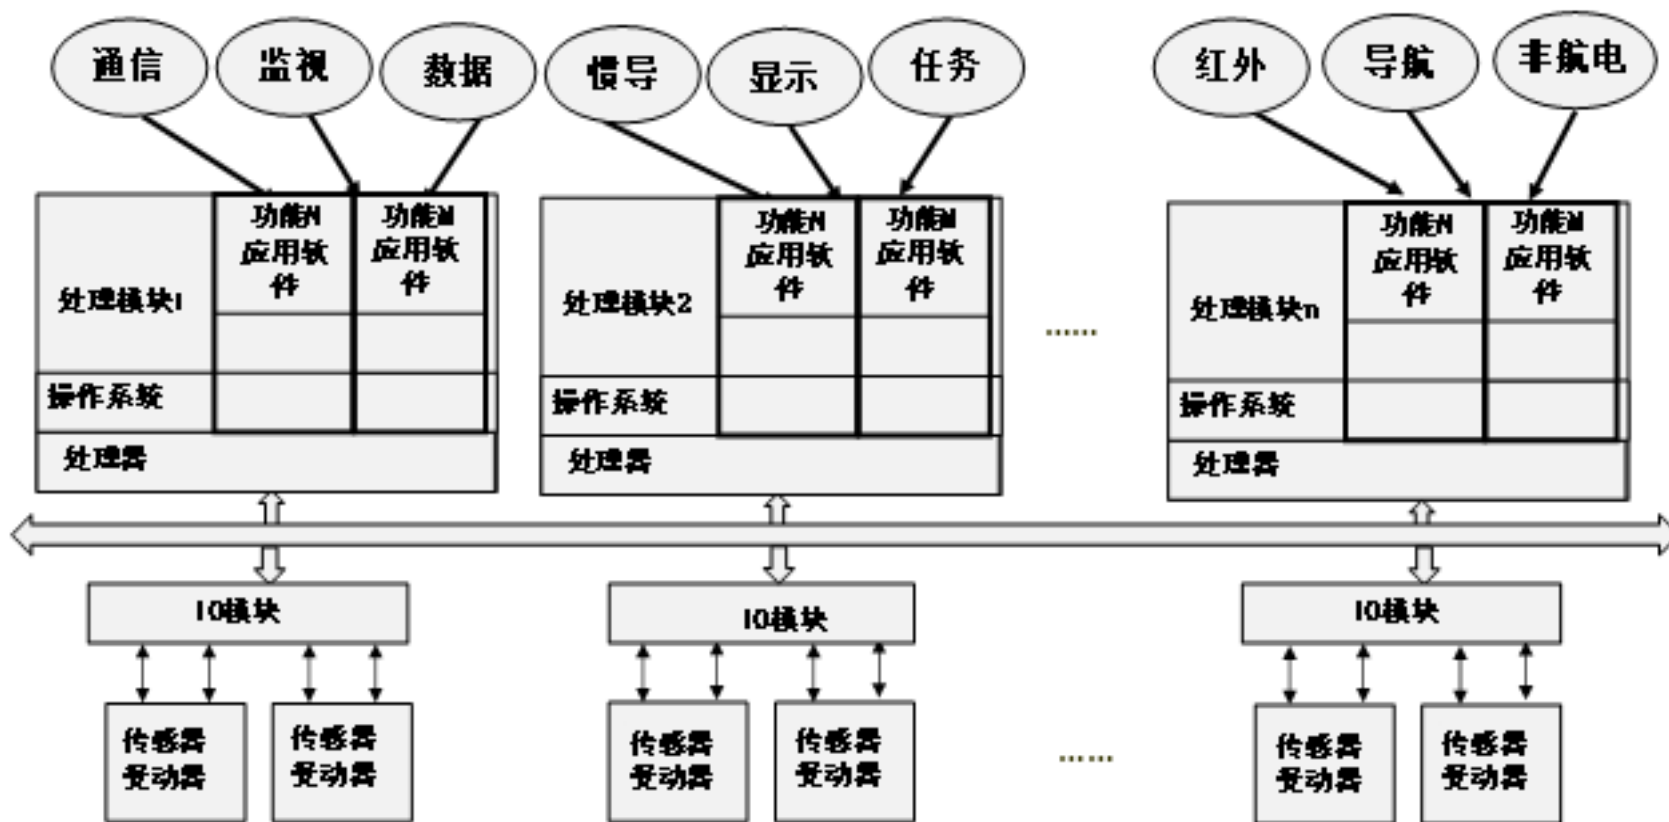 通信
监视
数据
惯导
显示
任务
红外
导航
非航电
处理模块1
功能N
应用软
件
功能M
应用软
件
操作系统
处理器
处理模块2
功能N
应用软
件
功能M
应用软
件
操作系统
处理器
……
处理模块n
功能N
应用软
件
功能M
应用软
件
操作系统
处理器
IO模块
IO模块
IO模块
传感器
受动器
传感器
受动器
传感器
受动器
传感器
受动器
……
传感器
受动器
传感器
受动器